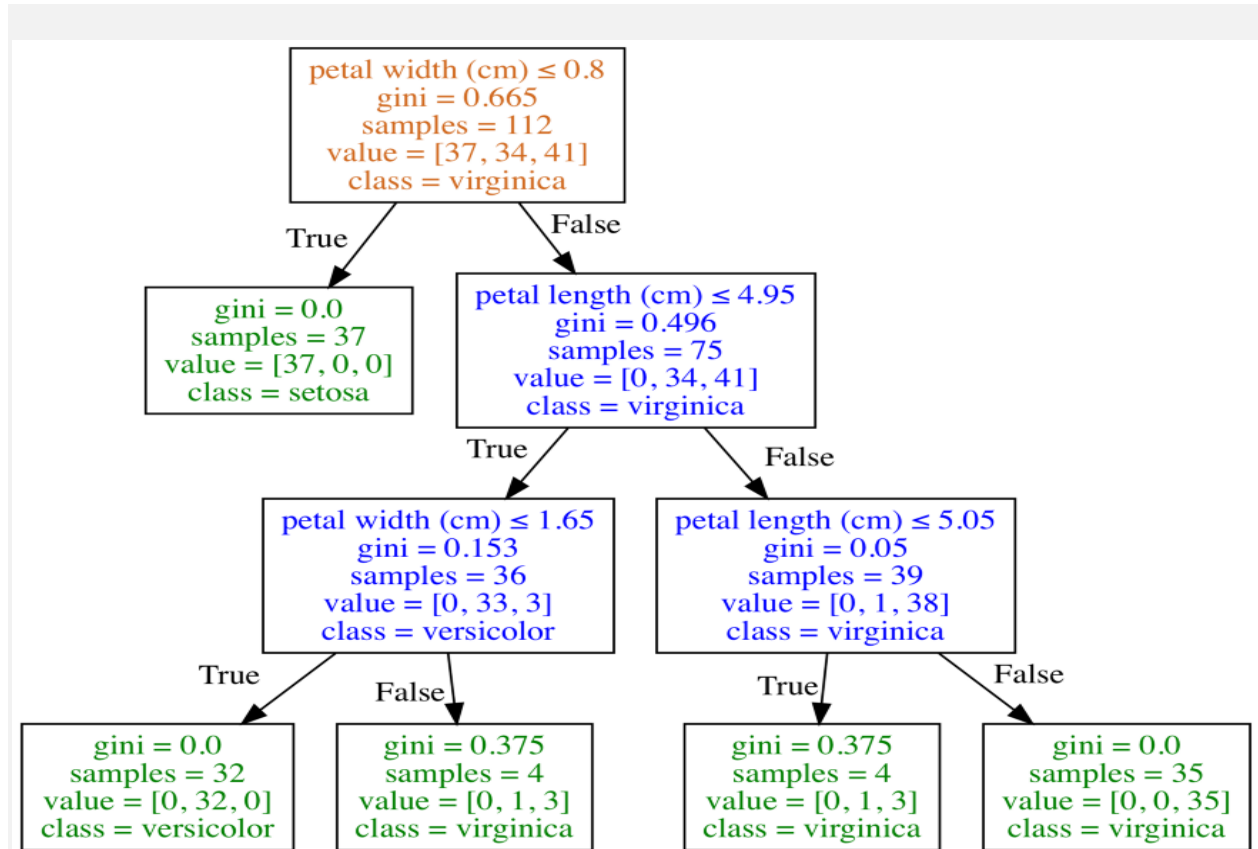 petal width (cm) ≤ 0.8
gini = 0.665
samples = 112
value = [37, 34, 41]
class = virginica
True
False
gini = 0.0
samples = 37
value = [37, 0, 0]
class = setosa
petal length (cm) ≤ 4.95
gini = 0.496
samples = 75
value = [0, 34, 41]
class = virginica
True
False
petal width (cm) ≤ 1.65
gini = 0.153
samples = 36
value = [0, 33, 3]
class = versicolor
petal length (cm) ≤ 5.05
gini = 0.05
samples = 39
value = [0, 1, 38]
class = virginica
True
False
True
False
gini = 0.0
samples = 32
value = [0, 32, 0]
class = versicolor
gini = 0.375
samples = 4
value = [0, 1, 3]
class = virginica
gini = 0.375
samples = 4
value = [0, 1, 3]
class = virginica
gini = 0.0
samples = 35
value = [0, 0, 35]
class = virginica